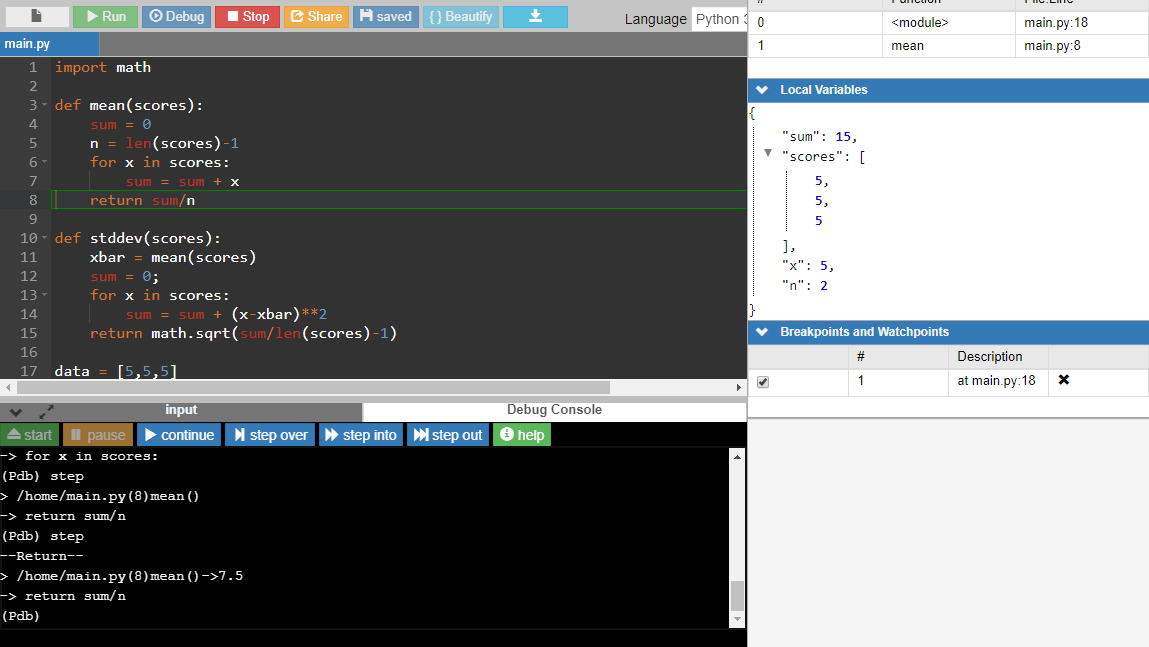 Run Debug Stop Share saved {} Beautify Language Python 3
main.py
1 import math
2
3 def mean(scores):
4 sum = 0
5 n = len(scores)-1
6 for x in scores:
7 sum = sum + x
8 return sum/n
9
10 def stddev(scores):
11 xbar = mean(scores)
12 sum = 0;
13 for x in scores:
14 sum = sum + (x-xbar)**2
15 return math.sqrt(sum/len(scores)-1)
16
17 data = [5,5,5]
input Debug Console
start pause continue step over step into step out help
-> for x in scores:
(Pdb) step
> /home/main.py(8)mean()
-> return sum/n
(Pdb) step
--Return--
> /home/main.py(8)mean()->7.5
-> return sum/n
(Pdb)
# Function File:Line
0 <module> main.py:18
1 mean main.py:8
Local Variables
{
"sum": 15,
"scores": [
5,
5,
5
],
"x": 5,
"n": 2
}
Breakpoints and Watchpoints
# Description
1 at main.py:18